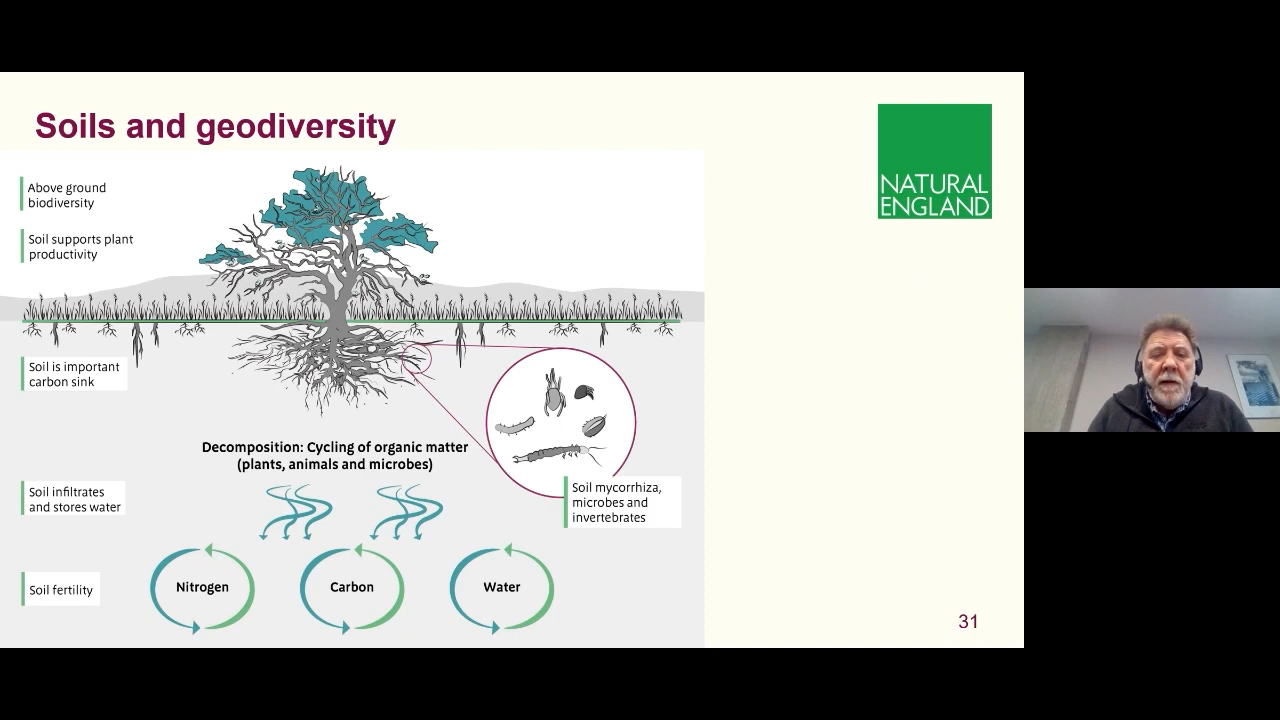 Soils and geodiversity
NATURAL
ENGLAND
Above ground
biodiversity
Soil supports plant
productivity
Soil is important
carbon sink
Decomposition: Cycling of organic matter
(plants, animals and microbes)
Soil infiltrates
and stores water
Soil mycorrhiza,
microbes and
invertebrates
Soil fertility
Nitrogen
Carbon
Water
31